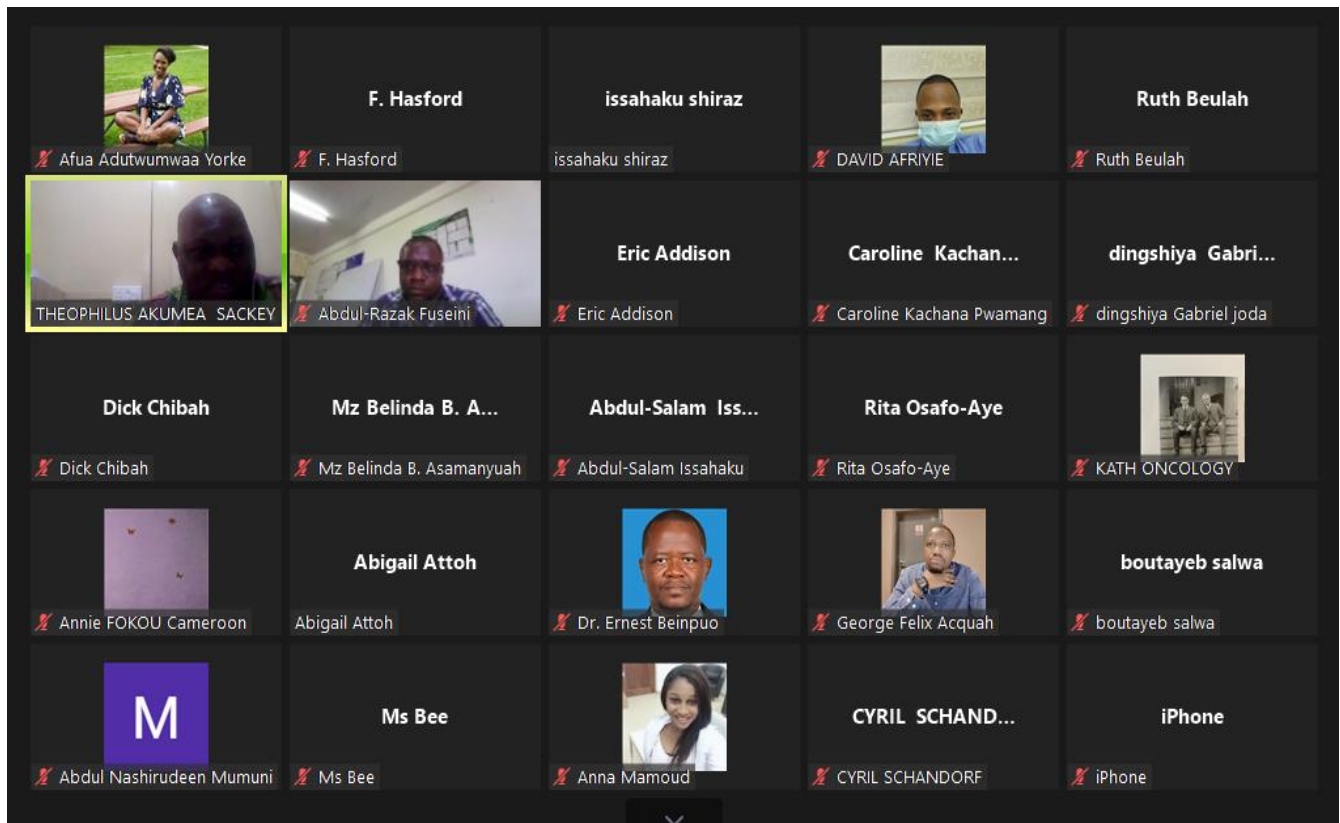 Afua Adutwumwaa Yorke
F. Hasford
F. Hasford
issahaku shiraz
issahaku shiraz
DAVID AFRIYIE
Ruth Beulah
Ruth Beulah
THEOPHILUS AKUMEA SACKEY
Abdul-Razak Fuseini
Eric Addison
Eric Addison
Caroline Kachan...
Caroline Kachana Pwamang
dingshiya Gabri...
dingshiya Gabriel joda
Dick Chibah
Dick Chibah
Mz Belinda B. A...
Mz Belinda B. Asamanyuah
Abdul-Salam Iss...
Abdul-Salam Issahaku
Rita Osafo-Aye
Rita Osafo-Aye
KATH ONCOLOGY
Annie FOKOU Cameroon
Abigail Attoh
Abigail Attoh
Dr. Ernest Beinpuo
George Felix Acquah
boutayeb salwa
boutayeb salwa
M
Abdul Nashirudeen Mumuni
Ms Bee
Ms Bee
Anna Mamoud
CYRIL SCHAND...
CYRIL SCHANDORF
iPhone
iPhone